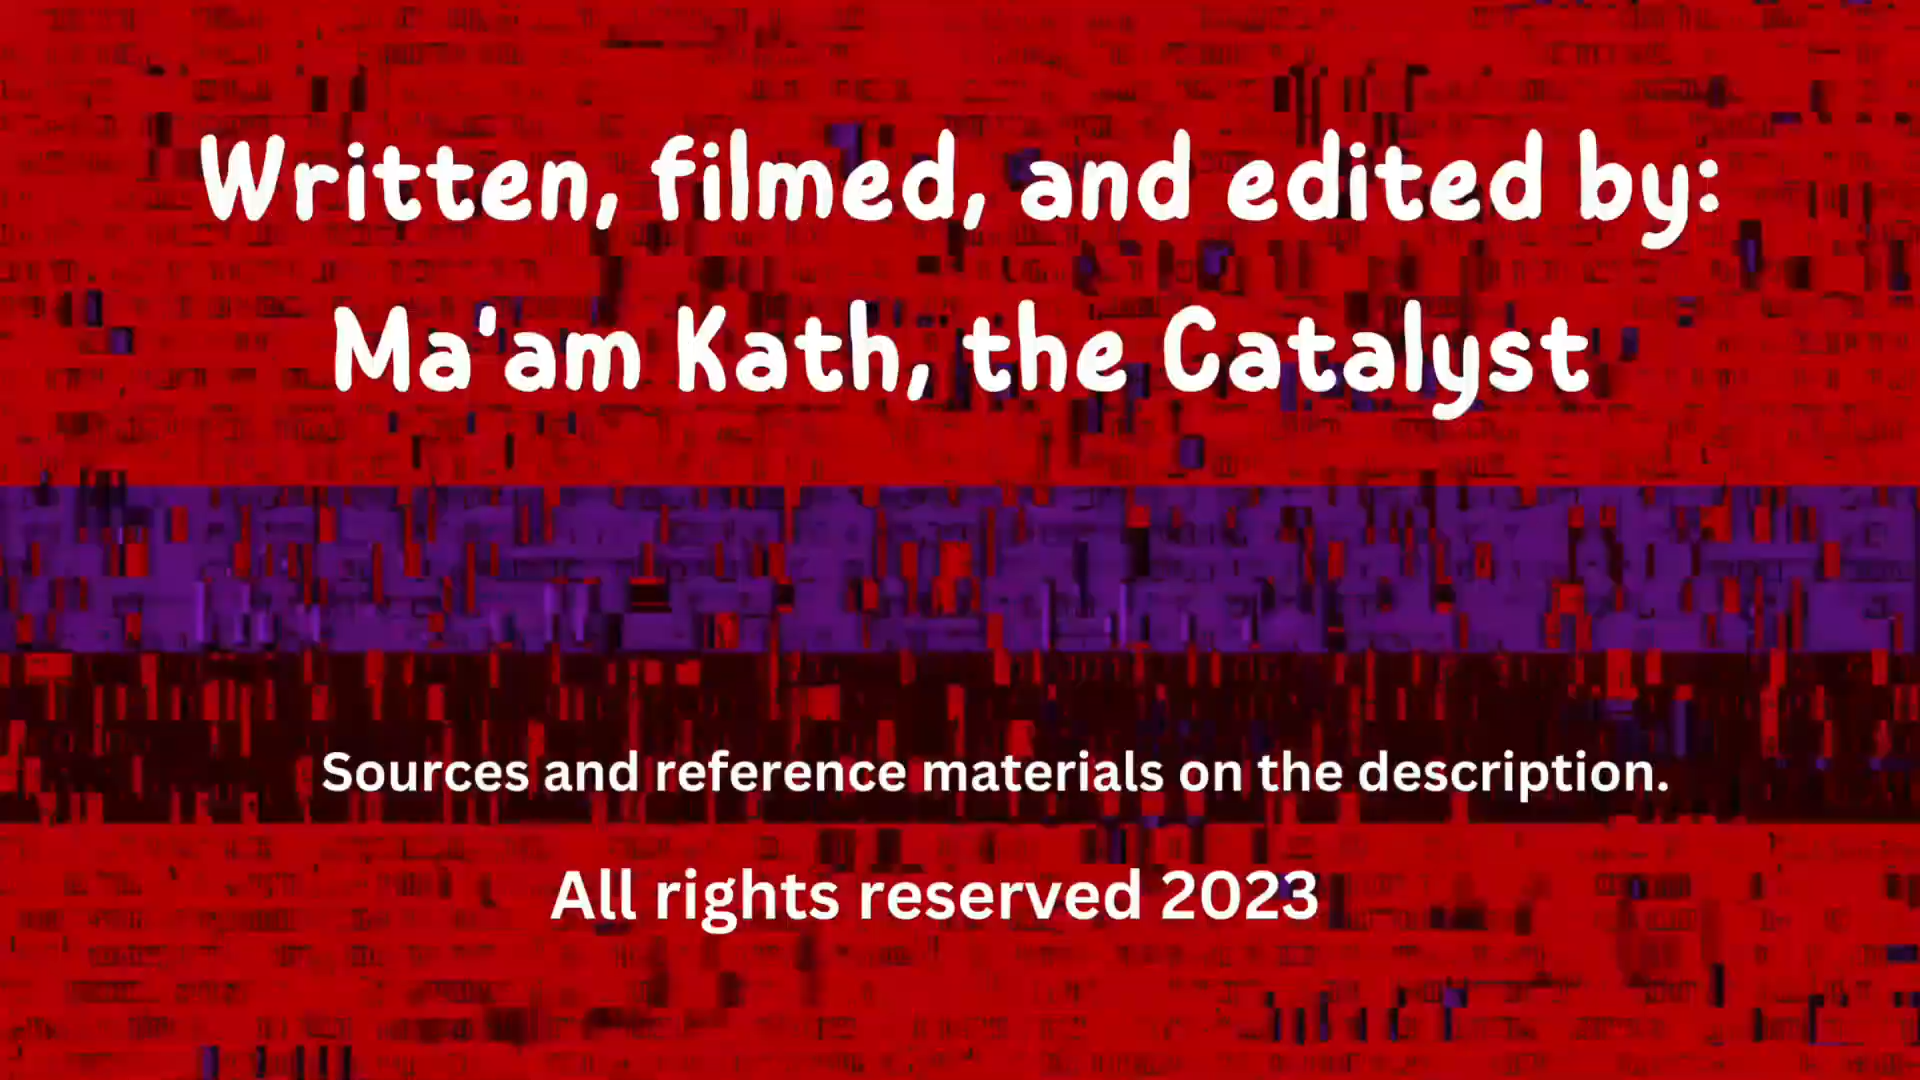 Written, filmed, and edited by:
Ma'am Kath, the Catalyst
Sources and reference materials on the description.
All rights reserved 2023